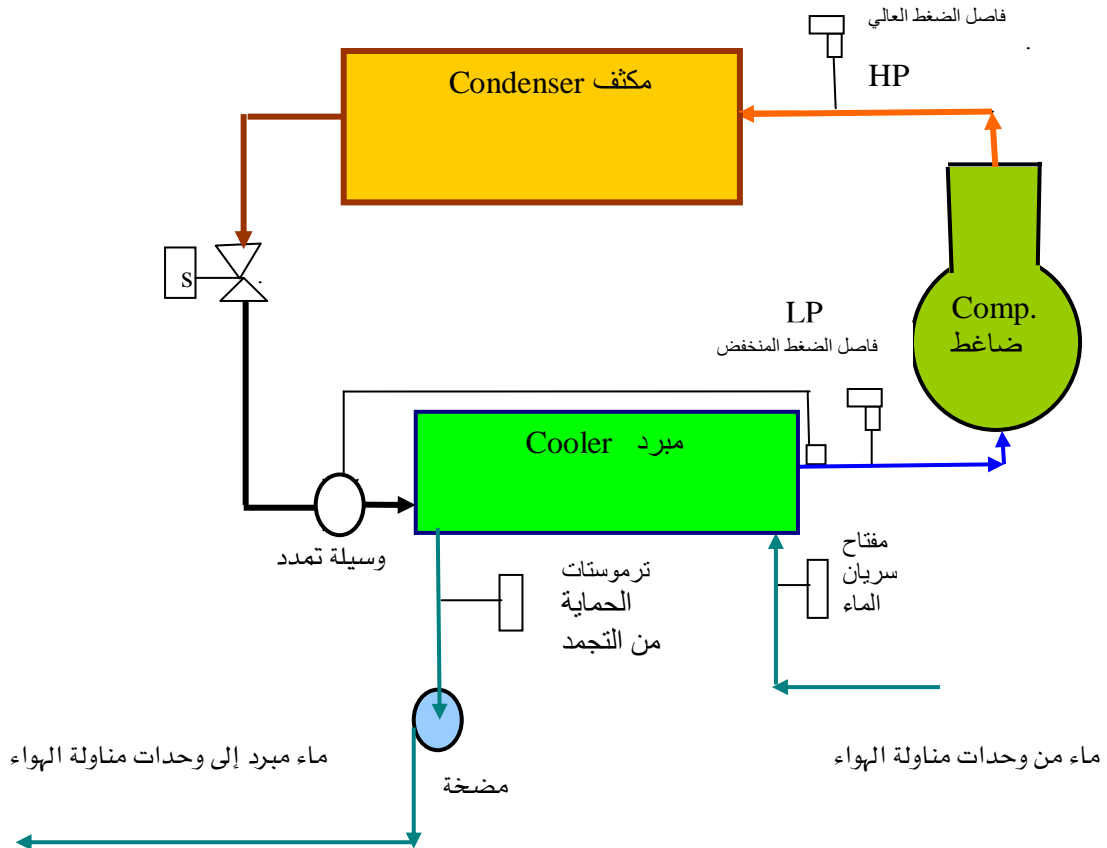 فاصل الضغط العالي
HP
مكثف Condenser
S
LP
فاصل الضغط المنخفض
Comp.
ضاغط
مبرد Cooler
وسيلة تمدد
ترموستات
الحماية
من التجمد
مفتاح
سريان
الماء
ماء مبرد إلى وحدات مناولة الهواء
ماء من وحدات مناولة الهواء
مضخة